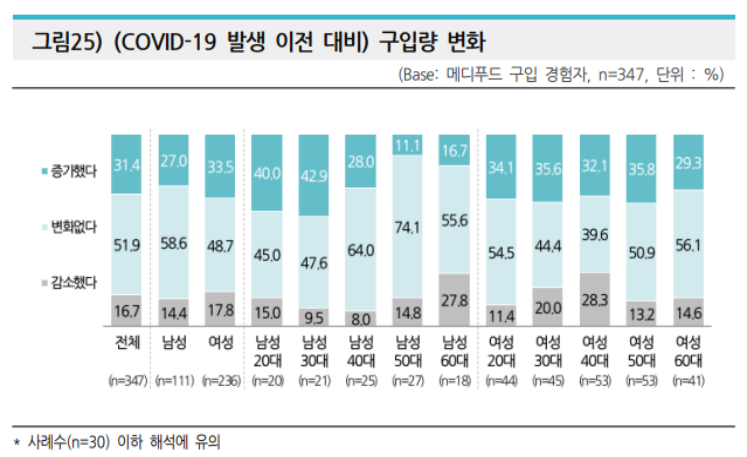 그림25) (COVID-19 발생 이전 대비) 구입량 변화
(Base: 메디푸드 구입 경험자, n=347, 단위 : %)
증가했다 31.4 27.0 33.5 40.0 42.9 28.0 11.1 16.7 34.1 35.6 32.1 35.8 29.3
변화없다 51.9 58.6 48.7 45.0 47.6 64.0 74.1 55.6 54.5 44.4 39.6 50.9 56.1
감소했다 16.7 14.4 17.8 15.0 9.5 8.0 14.8 27.8 11.4 20.0 28.3 13.2 14.6
전체 남성 여성 남성 남성 남성 남성 남성 여성 여성 여성 여성 여성
20대 30대 40대 50대 60대 20대 30대 40대 50대 60대
(n=347) (n=111) (n=236) (n=20) (n=21) (n=25) (n=27) (n=18) (n=44) (n=45) (n=53) (n=53) (n=41)
* 사례수(n=30) 이하 해석에 유의